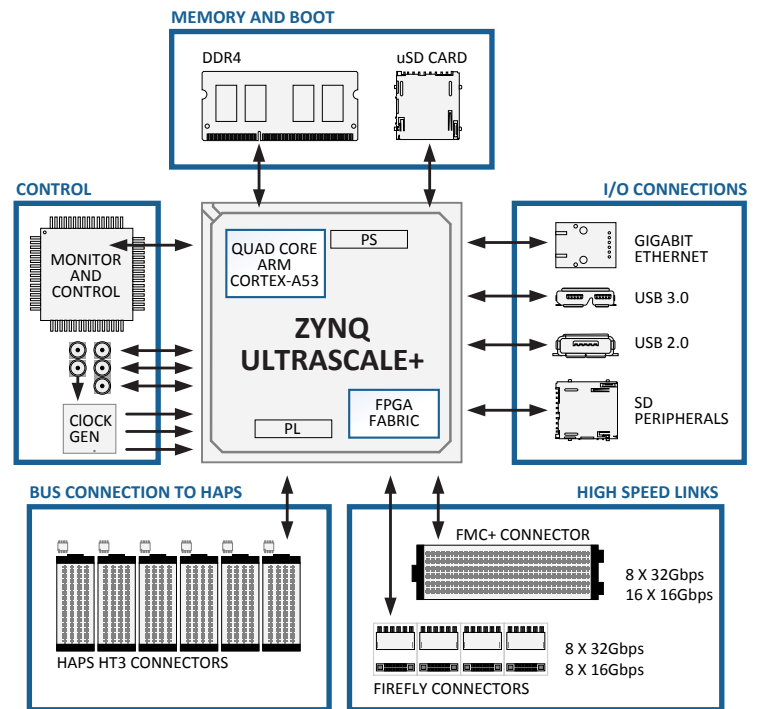 MEMORY AND BOOT
DDR4
uSD CARD
CONTROL
MONITOR
AND
CONTROL
ClOCK
GEN
QUAD CORE
ARM
CORTEX-A53
PS
ZYNQ
ULTRASCALE+
PL
FPGA
FABRIC
I/O CONNECTIONS
GIGABIT
ETHERNET
USB 3.0
USB 2.0
SD
PERIPHERALS
BUS CONNECTION TO HAPS
HAPS HT3 CONNECTORS
HIGH SPEED LINKS
FMC+ CONNECTOR
8 X 32Gbps
16 X 16Gbps
8 X 32Gbps
8 X 16Gbps
FIREFLY CONNECTORS